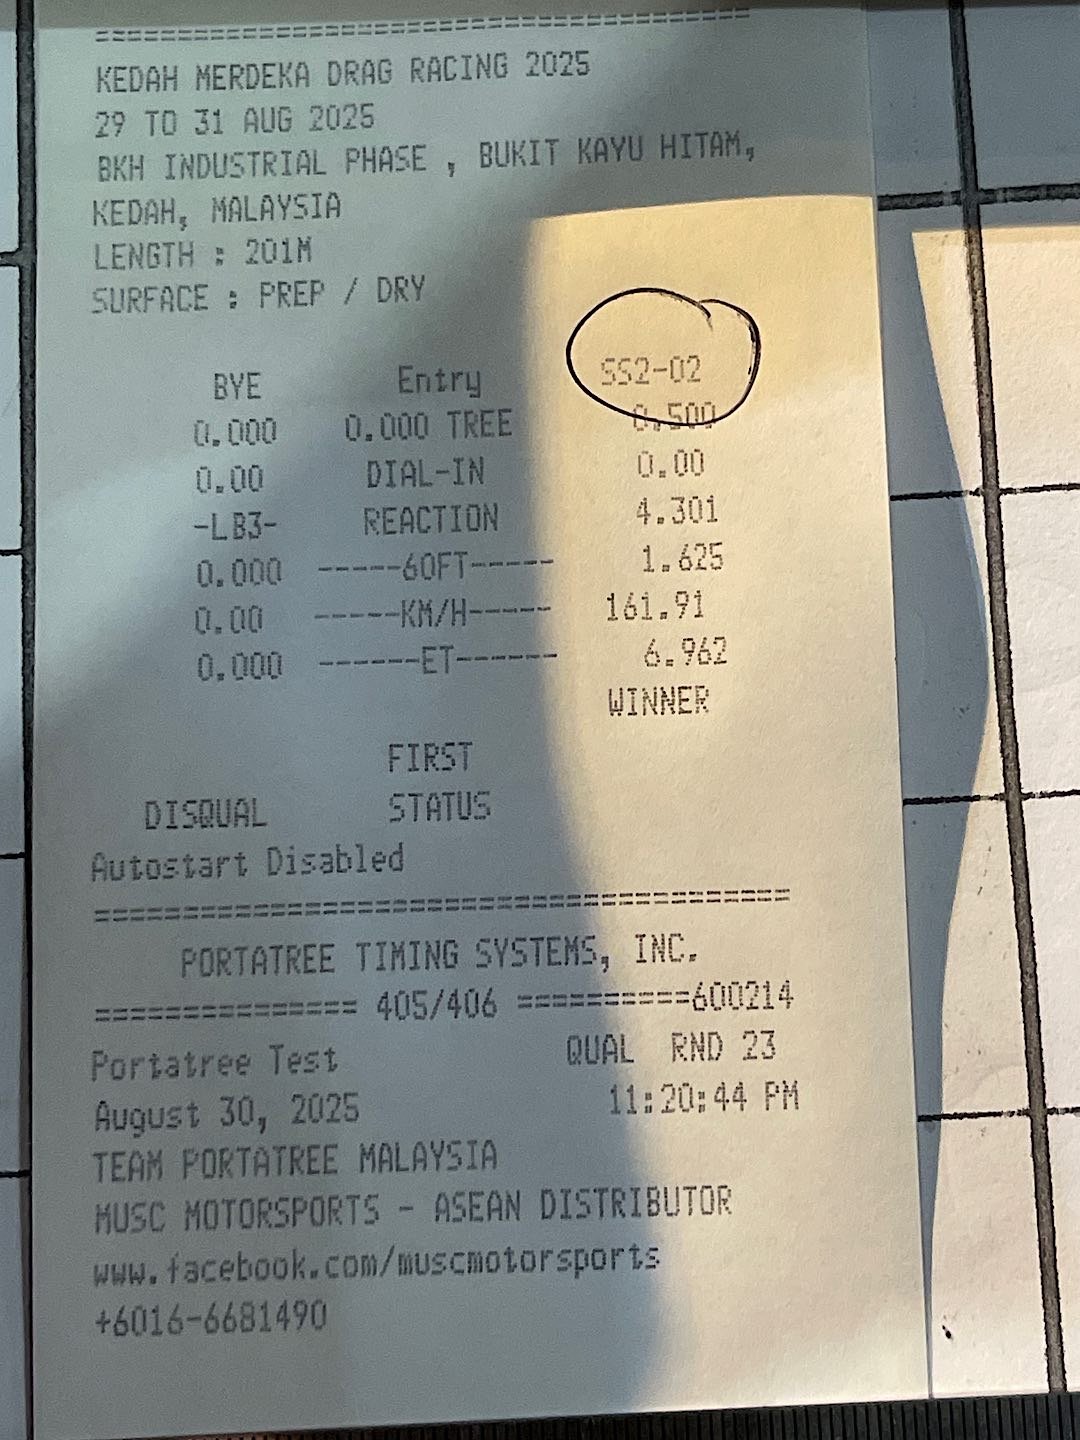 ========================================
KEDAH MERDEKA DRAG RACING 2025
29 TO 31 AUG 2025
BKH INDUSTRIAL PHASE , BUKIT KAYU HITAM,
KEDAH, MALAYSIA
LENGTH : 201M
SURFACE : PREP / DRY
BYE Entry SS2-02
0.000 0.000 TREE 0.500
0.00 DIAL-IN 0.00
-LB3- REACTION 4.301
0.000 -----60FT----- 1.625
0.00 -----KM/H----- 161.91
0.000 ------ET------ 6.962
WINNER
FIRST
DISQUAL STATUS
Autostart Disabled
========================================
PORTATREE TIMING SYSTEMS, INC.
=============== 405/406 ==========600214
Portatree Test QUAL RND 23
August 30, 2025 11:20:44 PM
TEAM PORTATREE MALAYSIA
MUSC MOTORSPORTS - ASEAN DISTRIBUTOR
www.facebook.com/muscmotorsports
+6016-6681490